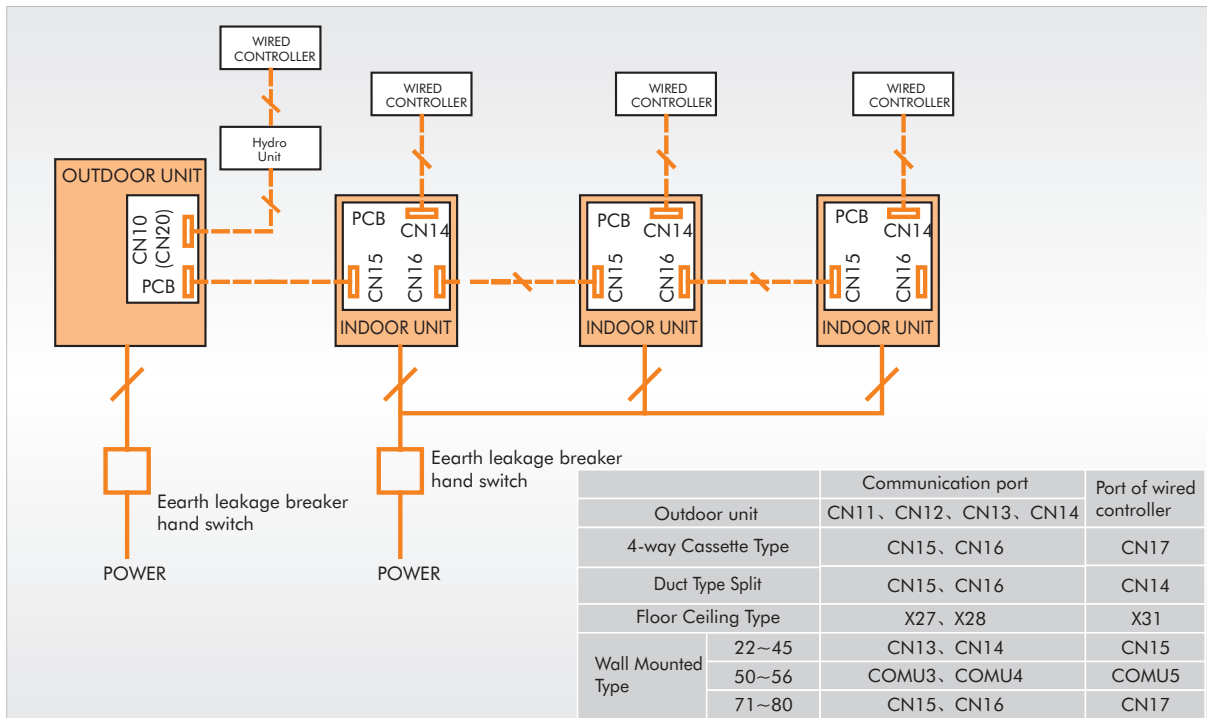 WIRED
CONTROLLER
WIRED
CONTROLLER
WIRED
CONTROLLER
WIRED
CONTROLLER
Hydro
Unit
OUTDOOR UNIT
CN10
(CN20)
PCB
PCB
CN14
CN15
CN16
INDOOR UNIT
PCB
CN14
CN15
CN16
INDOOR UNIT
PCB
CN14
CN15
CN16
INDOOR UNIT
Eearth leakage breaker
hand switch
POWER
Eearth leakage breaker
hand switch
POWER
Communication port
Port of wired
controller
Outdoor unit
CN11、CN12、CN13、CN14
4-way Cassette Type
CN15、CN16
CN17
Duct Type Split
CN15、CN16
CN14
Floor Ceiling Type
X27、X28
X31
Wall Mounted
Type
22~45
CN13、CN14
CN15
50~56
COMU3、COMU4
COMU5
71~80
CN15、CN16
CN17